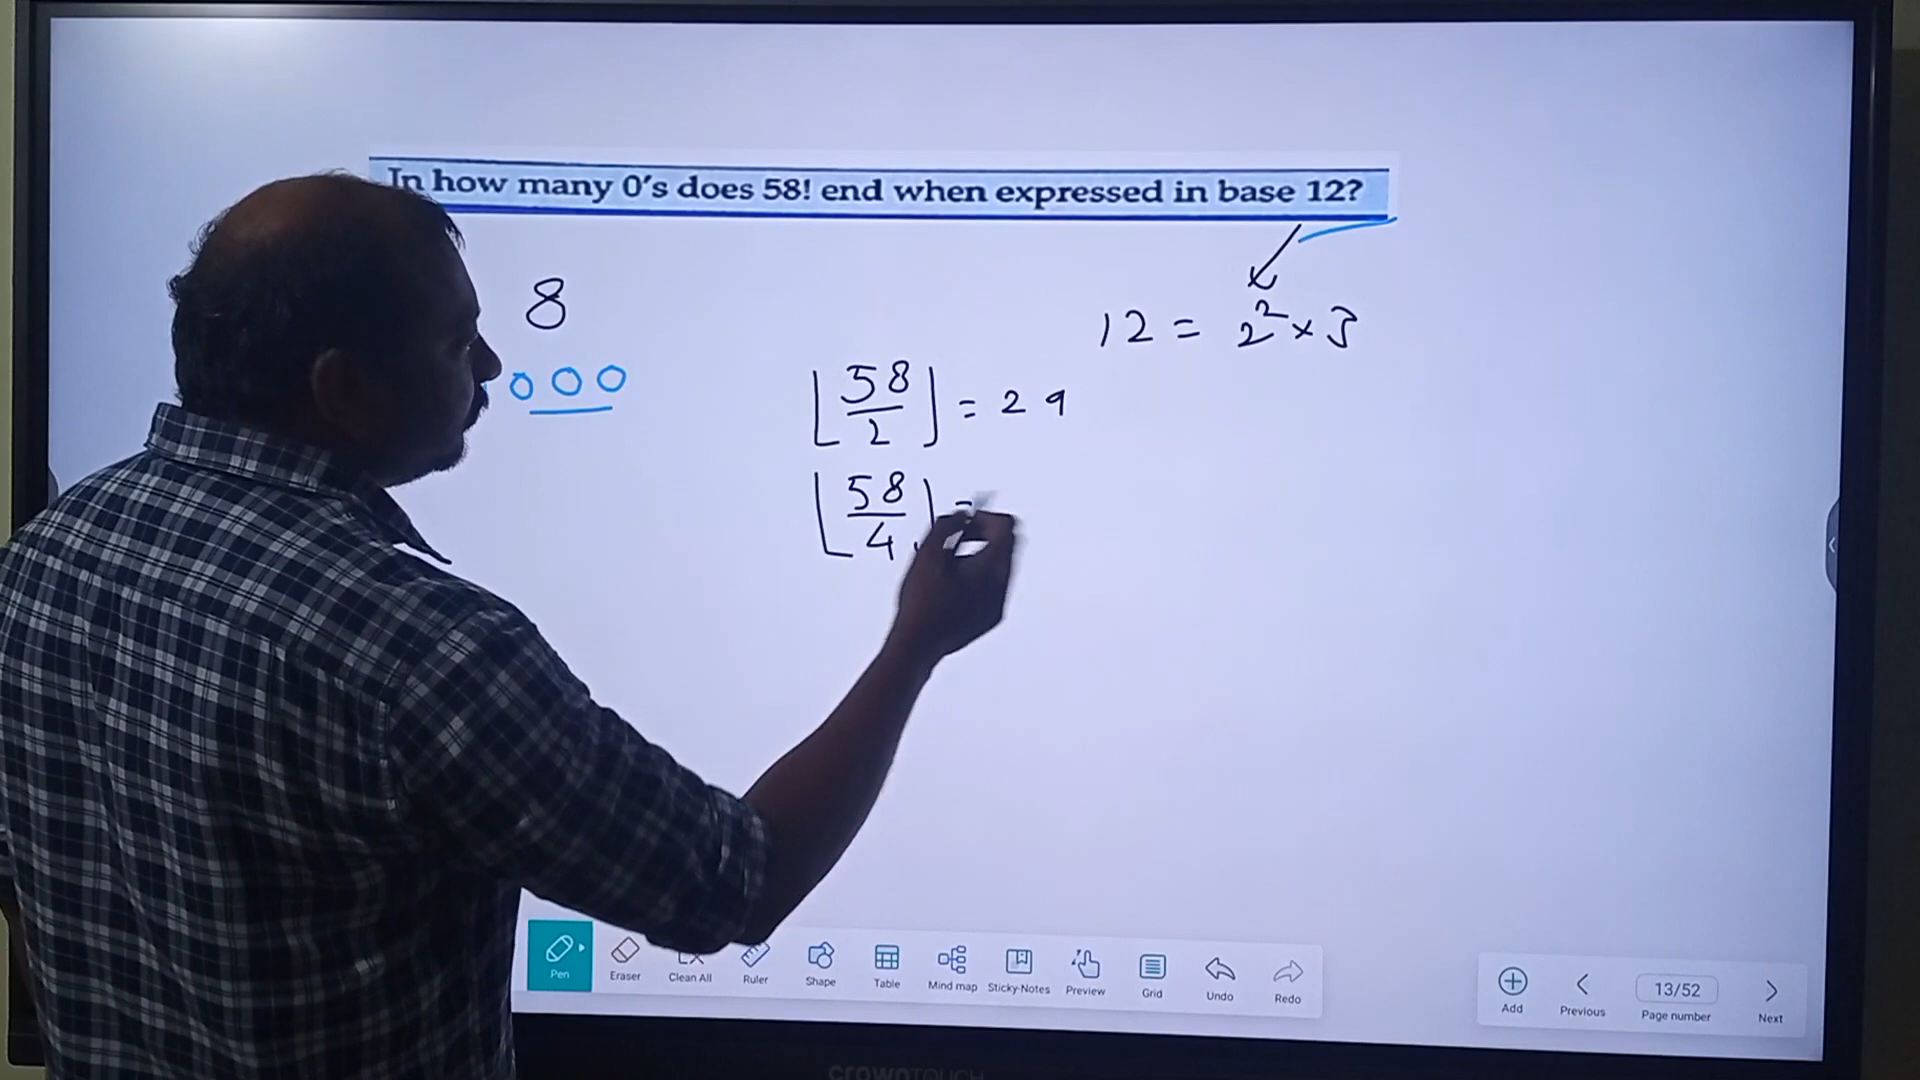 In how many 0's does 58! end when expressed in base 12?
8
000
12 = 2² × 3
⌊58/2⌋ = 29
⌊58/4⌋ =
Pen
Eraser
Clean All
Ruler
Shape
Table
Mind map
Sticky-Notes
Preview
Grid
Undo
Redo
Add
Previous
13/52
Page number
Next
CROWNTOUCH